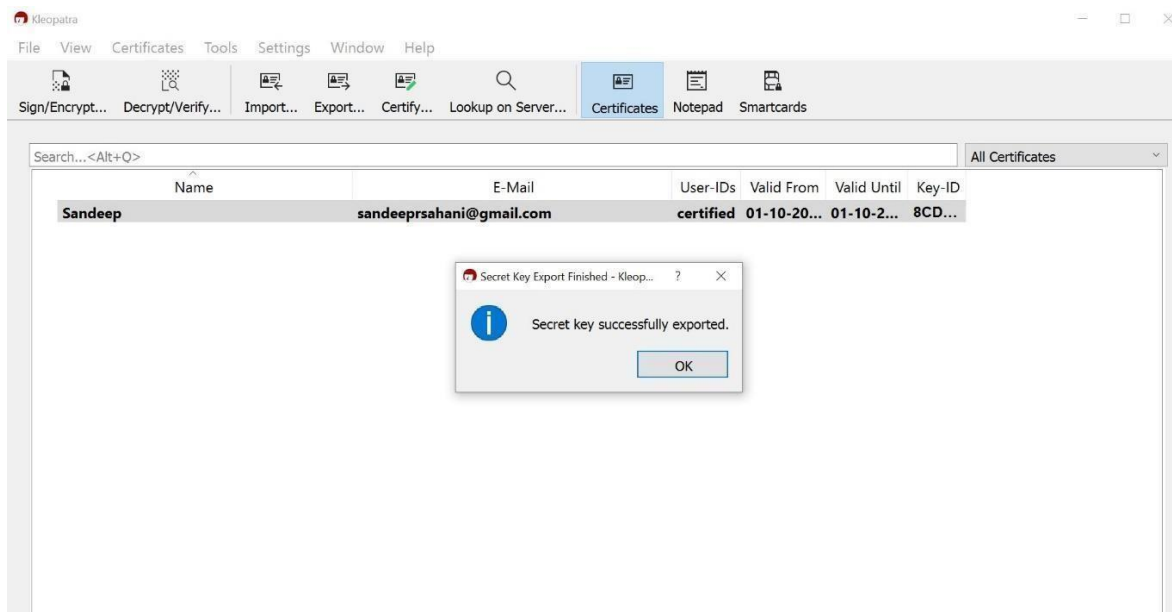 Kleopatra
File View Certificates Tools Settings Window Help
Sign/Encrypt... Decrypt/Verify... Import... Export... Certify... Lookup on Server... Certificates Notepad Smartcards
Search...<Alt+Q> All Certificates
Name E-Mail User-IDs Valid From Valid Until Key-ID
Sandeep sandeeprsahani@gmail.com certified 01-10-20... 01-10-2... 8CD...
Secret Key Export Finished - Kleop... ?
Secret key successfully exported.
OK